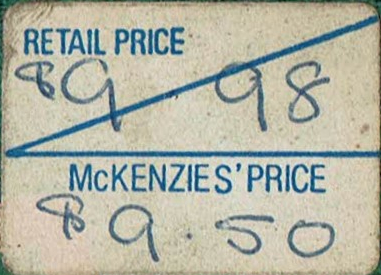 RETAIL PRICE
$9.98
McKENZIES' PRICE
$9.50